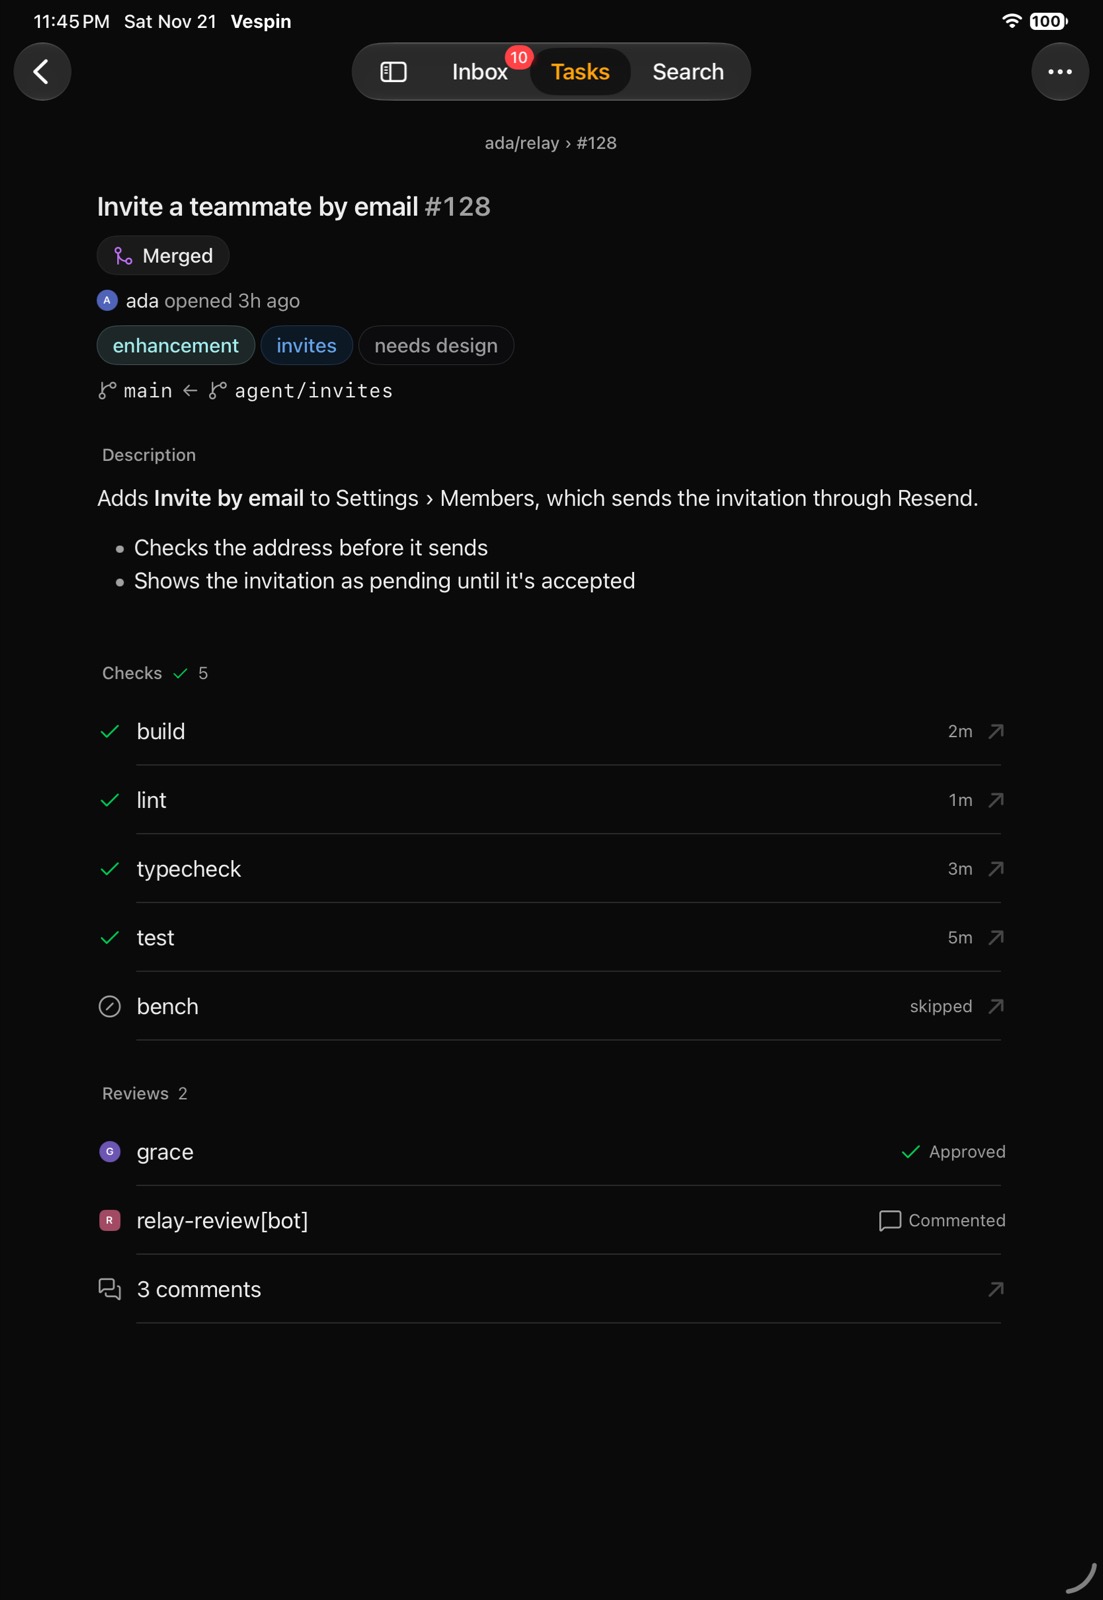 11:45 PM Sat Nov 21 Vespin 100
Inbox 10 Tasks Search
ada/relay › #128
Invite a teammate by email #128
Merged
A ada opened 3h ago
enhancement invites needs design
main ← agent/invites
Description
Adds Invite by email to Settings › Members, which sends the invitation through Resend.
• Checks the address before it sends
• Shows the invitation as pending until it's accepted
Checks ✓ 5
build 2m
lint 1m
typecheck 3m
test 5m
bench skipped
Reviews 2
G grace Approved
R relay-review[bot] Commented
3 comments